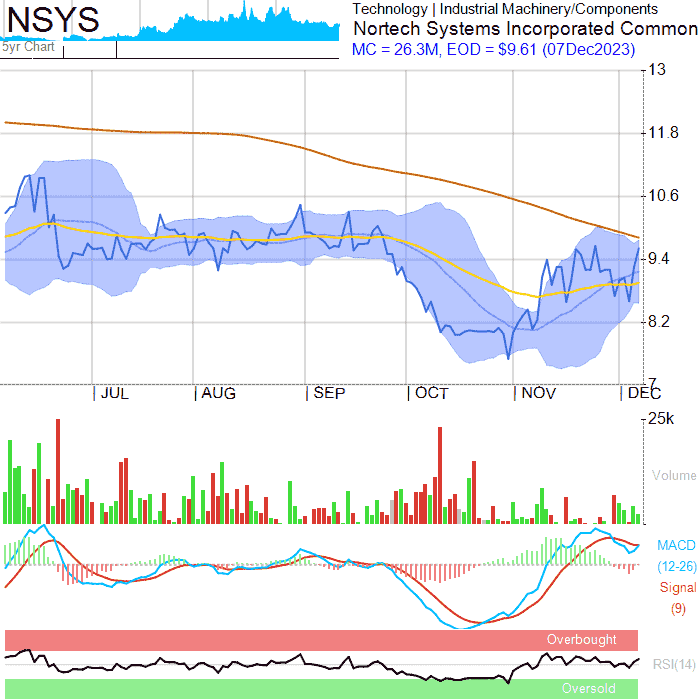 NSYS
Technology | Industrial Machinery/Components
Nortech Systems Incorporated Common
MC = 26.3M, EOD = $9.61 (07Dec2023)
5yr Chart
13
11.8
10.6
9.4
8.2
7
JUL AUG SEP OCT NOV DEC
25k
Volume
MACD
(12-26)
Signal
(9)
Overbought
RSI(14)
Oversold